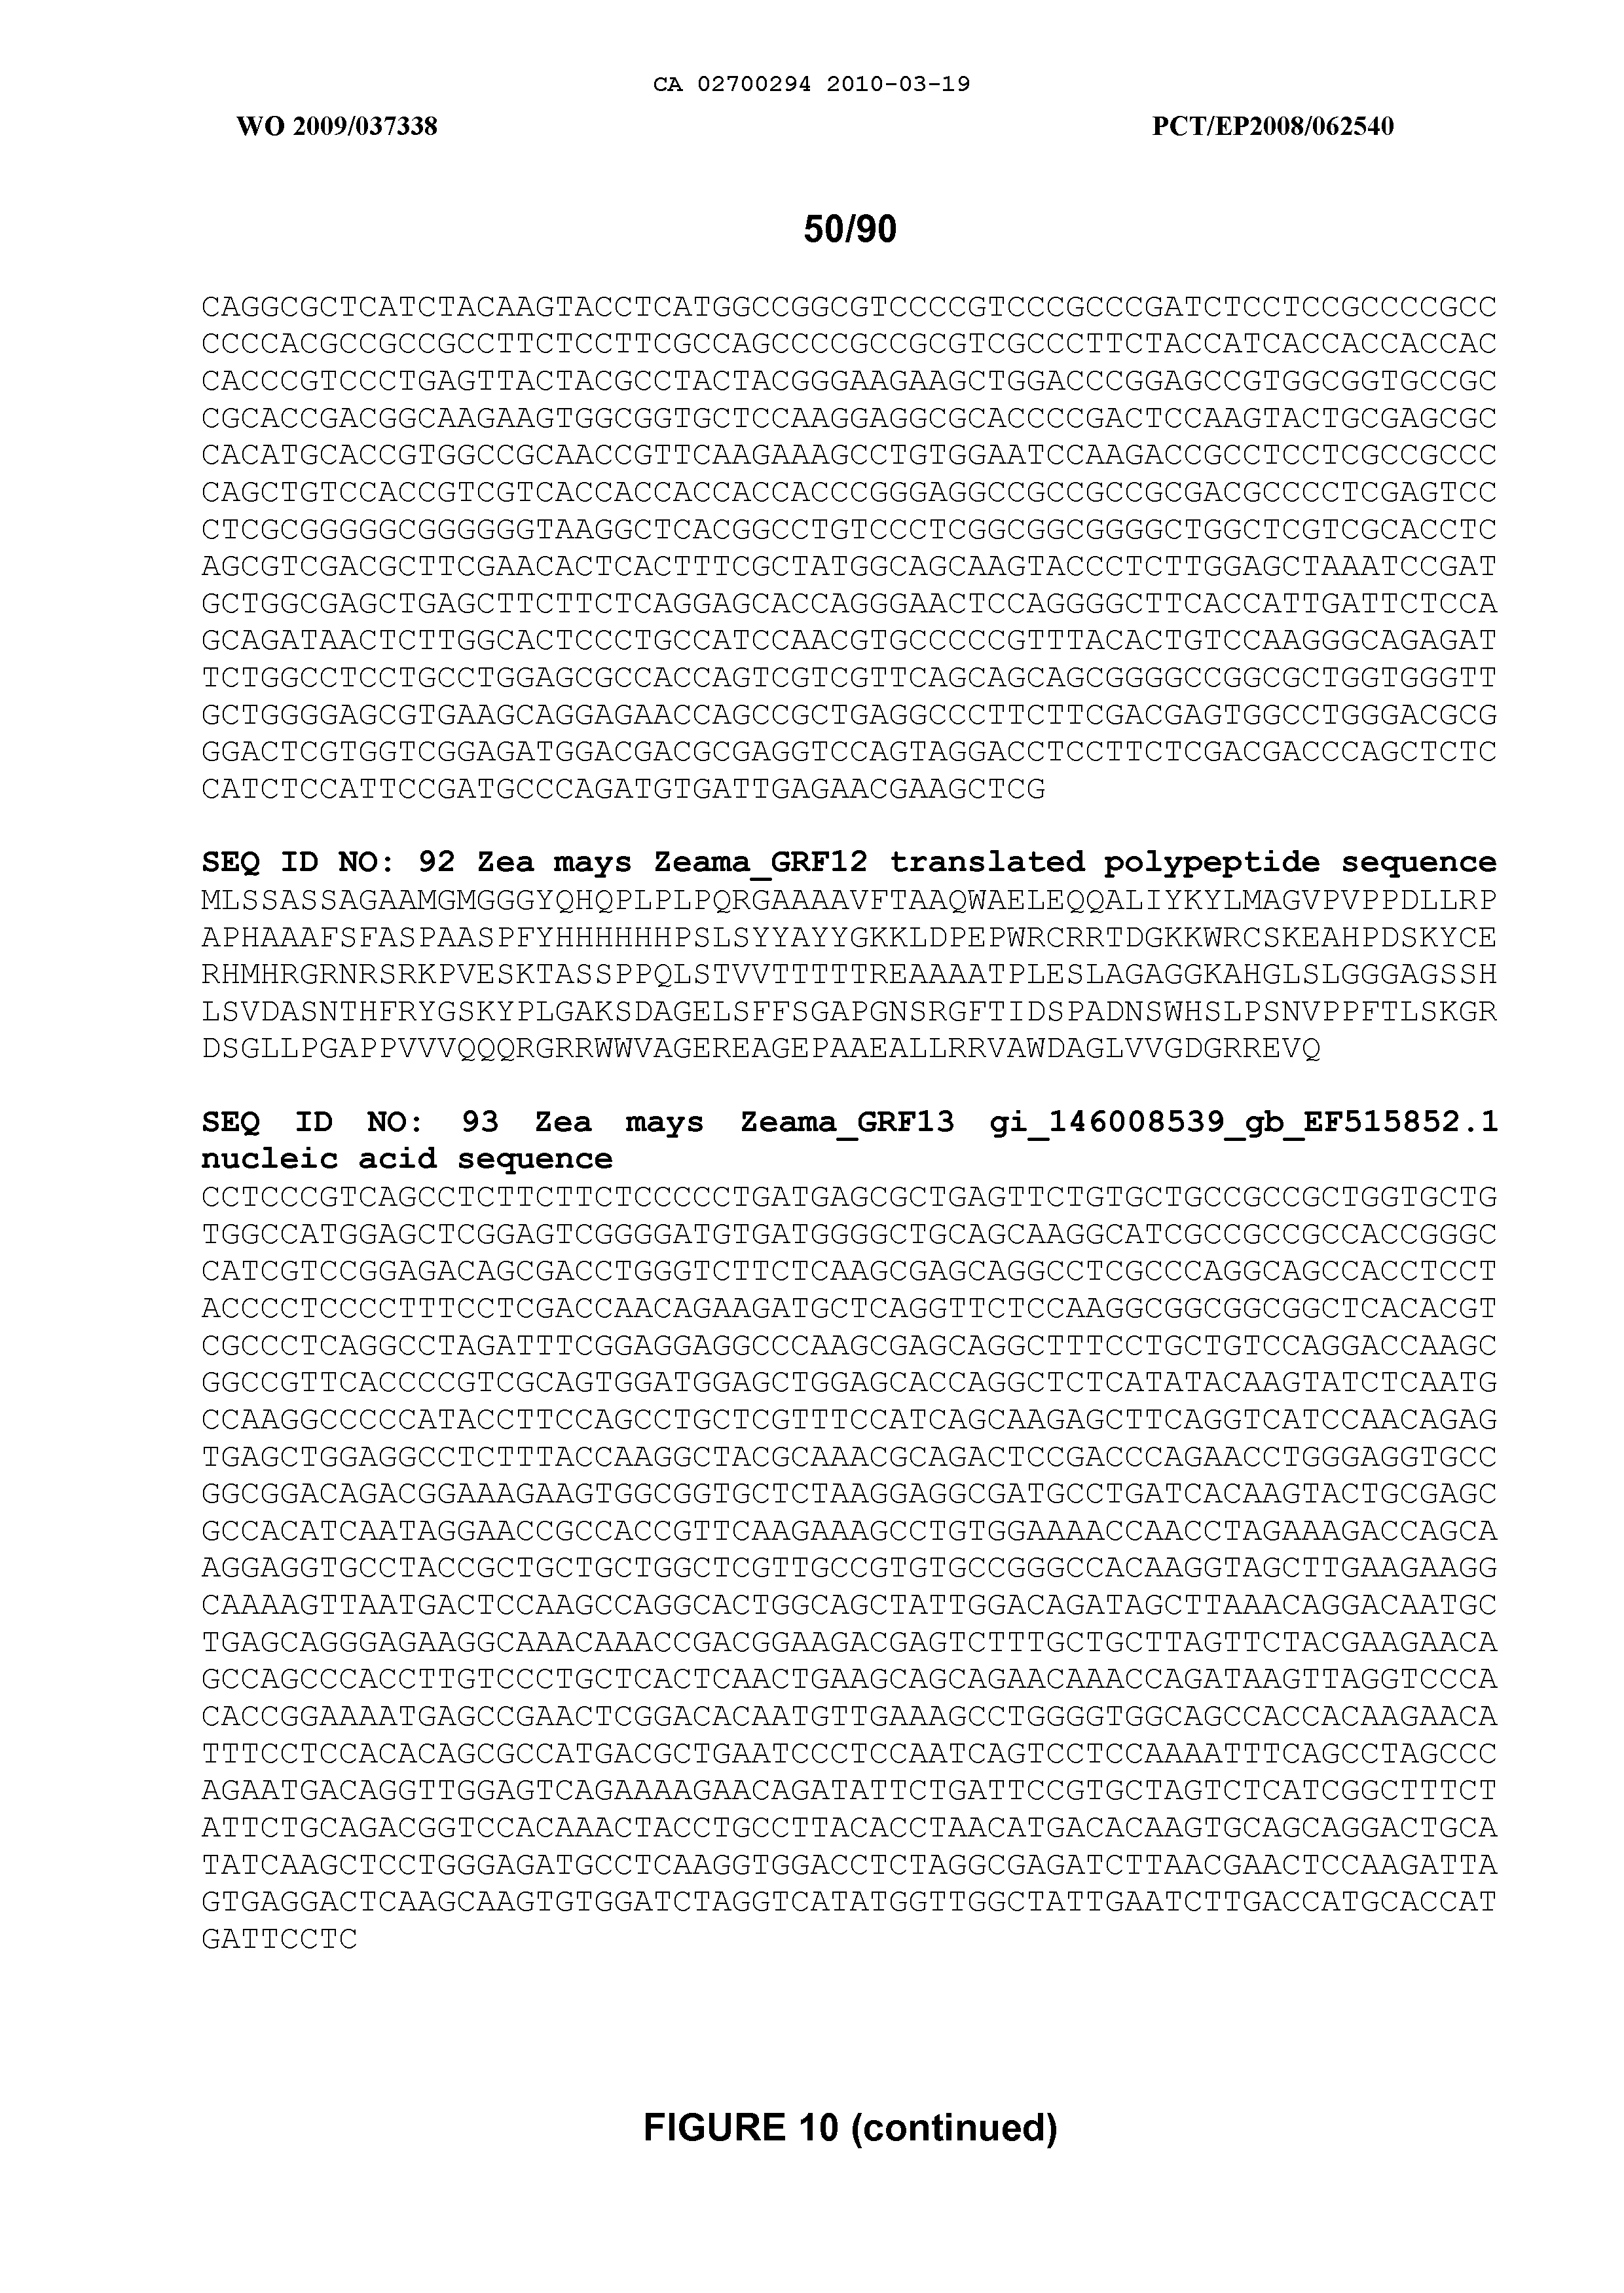 CA 02700294 2010-03-19
WO 2009/037338 PCT/EP2008/062540
50/90
CAGGCGCTCATCTACAAGTACCTCATGGCCGGCGTCCCCGTCCCGCCCGATCTCCTCCGCCCCGCC
CCCCACGCCGCCGCCTTCTCCTTCGCCAGCCCCGCCGCGTCGCCCTTCTACCATCACCACCACCAC
CACCCGTCCCTGAGTTACTACGCCTACTACGGGAAGAAGCTGGACCCGGAGCCGTGGCGGTGCCGC
CGCACCGACGGCAAGAAGTGGCGGTGCTCCAAGGAGGCGCACCCCGACTCCAAGTACTGCGAGCGC
CACATGCACCGTGGCCGCAACCGTTCAAGAAAGCCTGTGGAATCCAAGACCGCCTCCTCGCCGCCC
CAGCTGTCCACCGTCGTCACCACCACCACCACCCGGGAGGCCGCCGCCGCGACGCCCCTCGAGTCC
CTCGCGGGGGCGGGGGGTAAGGCTCACGGCCTGTCCCTCGGCGGCGGGGCTGGCTCGTCGCACCTC
AGCGTCGACGCTTCGAACACTCACTTTCGCTATGGCAGCAAGTACCCTCTTGGAGCTAAATCCGAT
GCTGGCGAGCTGAGCTTCTTCTCAGGAGCACCAGGGAACTCCAGGGGCTTCACCATTGATTCTCCA
GCAGATAACTCTTGGCACTCCCTGCCATCCAACGTGCCCCCGTTTACACTGTCCAAGGGCAGAGAT
TCTGGCCTCCTGCCTGGAGCGCCACCAGTCGTCGTTCAGCAGCAGCGGGGCCGGCGCTGGTGGGTT
GCTGGGGAGCGTGAAGCAGGAGAACCAGCCGCTGAGGCCCTTCTTCGACGAGTGGCCTGGGACGCG
GGACTCGTGGTCGGAGATGGACGACGCGAGGTCCAGTAGGACCTCCTTCTCGACGACCCAGCTCTC
CATCTCCATTCCGATGCCCAGATGTGATTGAGAACGAAGCTCG
SEQ ID NO: 92 Zea mays Zeama_GRF12 translated polypeptide sequence
MLSSASSAGAAMGMGGGYQHQPLPLPQRGAAAAVFTAAQWAELEQQALIYKYLMAGVPVPPDLLRP
APHAAAFSFASPAASPFYHHHHHHPSLSYYAYYGKKLDPEPWRCRRTDGKKWRCSKEAHPDSKYCE
RHMHRGRNRSRKPVESKTASSPPQLSTVVTTTTTREAAAATPLESLAGAGGKAHGLSLGGGAGSSH
LSVDASNTHFRYGSKYPLGAKSDAGELSFFSGAPGNSRGFTIDSPADNSWHSLPSNVPPFTLSKGR
DSGLLPGAPPVVVQQQRGRRWWVAGEREAGEPAAEALLRRVAWDAGLVVGDGRREVQ
SEQ ID NO: 93 Zea mays Zeama_GRF13 gi_146008539_gb_EF515852.1
nucleic acid sequence
CCTCCCGTCAGCCTCTTCTTCTCCCCCTGATGAGCGCTGAGTTCTGTGCTGCCGCCGCTGGTGCTG
TGGCCATGGAGCTCGGAGTCGGGGATGTGATGGGGCTGCAGCAAGGCATCGCCGCCGCCACCGGGC
CATCGTCCGGAGACAGCGACCTGGGTCTTCTCAAGCGAGCAGGCCTCGCCCAGGCAGCCACCTCCT
ACCCCTCCCCTTTCCTCGACCAACAGAAGATGCTCAGGTTCTCCAAGGCGGCGGCGGCTCACACGT
CGCCCTCAGGCCTAGATTTCGGAGGAGGCCCAAGCGAGCAGGCTTTCCTGCTGTCCAGGACCAAGC
GGCCGTTCACCCCGTCGCAGTGGATGGAGCTGGAGCACCAGGCTCTCATATACAAGTATCTCAATG
CCAAGGCCCCCATACCTTCCAGCCTGCTCGTTTCCATCAGCAAGAGCTTCAGGTCATCCAACAGAG
TGAGCTGGAGGCCTCTTTACCAAGGCTACGCAAACGCAGACTCCGACCCAGAACCTGGGAGGTGCC
GGCGGACAGACGGAAAGAAGTGGCGGTGCTCTAAGGAGGCGATGCCTGATCACAAGTACTGCGAGC
GCCACATCAATAGGAACCGCCACCGTTCAAGAAAGCCTGTGGAAAACCAACCTAGAAAGACCAGCA
AGGAGGTGCCTACCGCTGCTGCTGGCTCGTTGCCGTGTGCCGGGCCACAAGGTAGCTTGAAGAAGG
CAAAAGTTAATGACTCCAAGCCAGGCACTGGCAGCTATTGGACAGATAGCTTAAACAGGACAATGC
TGAGCAGGGAGAAGGCAAACAAACCGACGGAAGACGAGTCTTTGCTGCTTAGTTCTACGAAGAACA
GCCAGCCCACCTTGTCCCTGCTCACTCAACTGAAGCAGCAGAACAAACCAGATAAGTTAGGTCCCA
CACCGGAAAATGAGCCGAACTCGGACACAATGTTGAAAGCCTGGGGTGGCAGCCACCACAAGAACA
TTTCCTCCACACAGCGCCATGACGCTGAATCCCTCCAATCAGTCCTCCAAAATTTCAGCCTAGCCC
AGAATGACAGGTTGGAGTCAGAAAAGAACAGATATTCTGATTCCGTGCTAGTCTCATCGGCTTTCT
ATTCTGCAGACGGTCCACAAACTACCTGCCTTACACCTAACATGACACAAGTGCAGCAGGACTGCA
TATCAAGCTCCTGGGAGATGCCTCAAGGTGGACCTCTAGGCGAGATCTTAACGAACTCCAAGATTA
GTGAGGACTCAAGCAAGTGTGGATCTAGGTCATATGGTTGGCTATTGAATCTTGACCATGCACCAT
GATTCCTC
FIGURE 10 (continued)